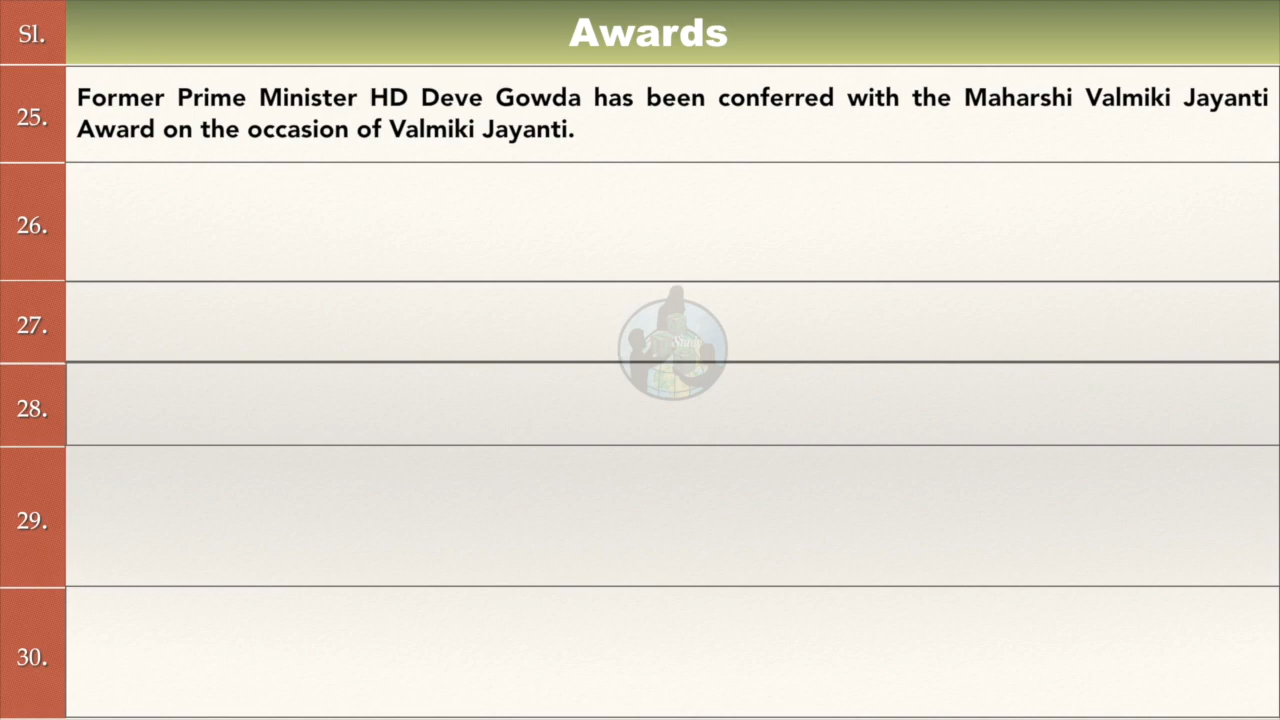 Sl.
Awards
25.
Former Prime Minister HD Deve Gowda has been conferred with the Maharshi Valmiki Jayanti
Award on the occasion of Valmiki Jayanti.
26.
27.
Study
28.
29.
30.